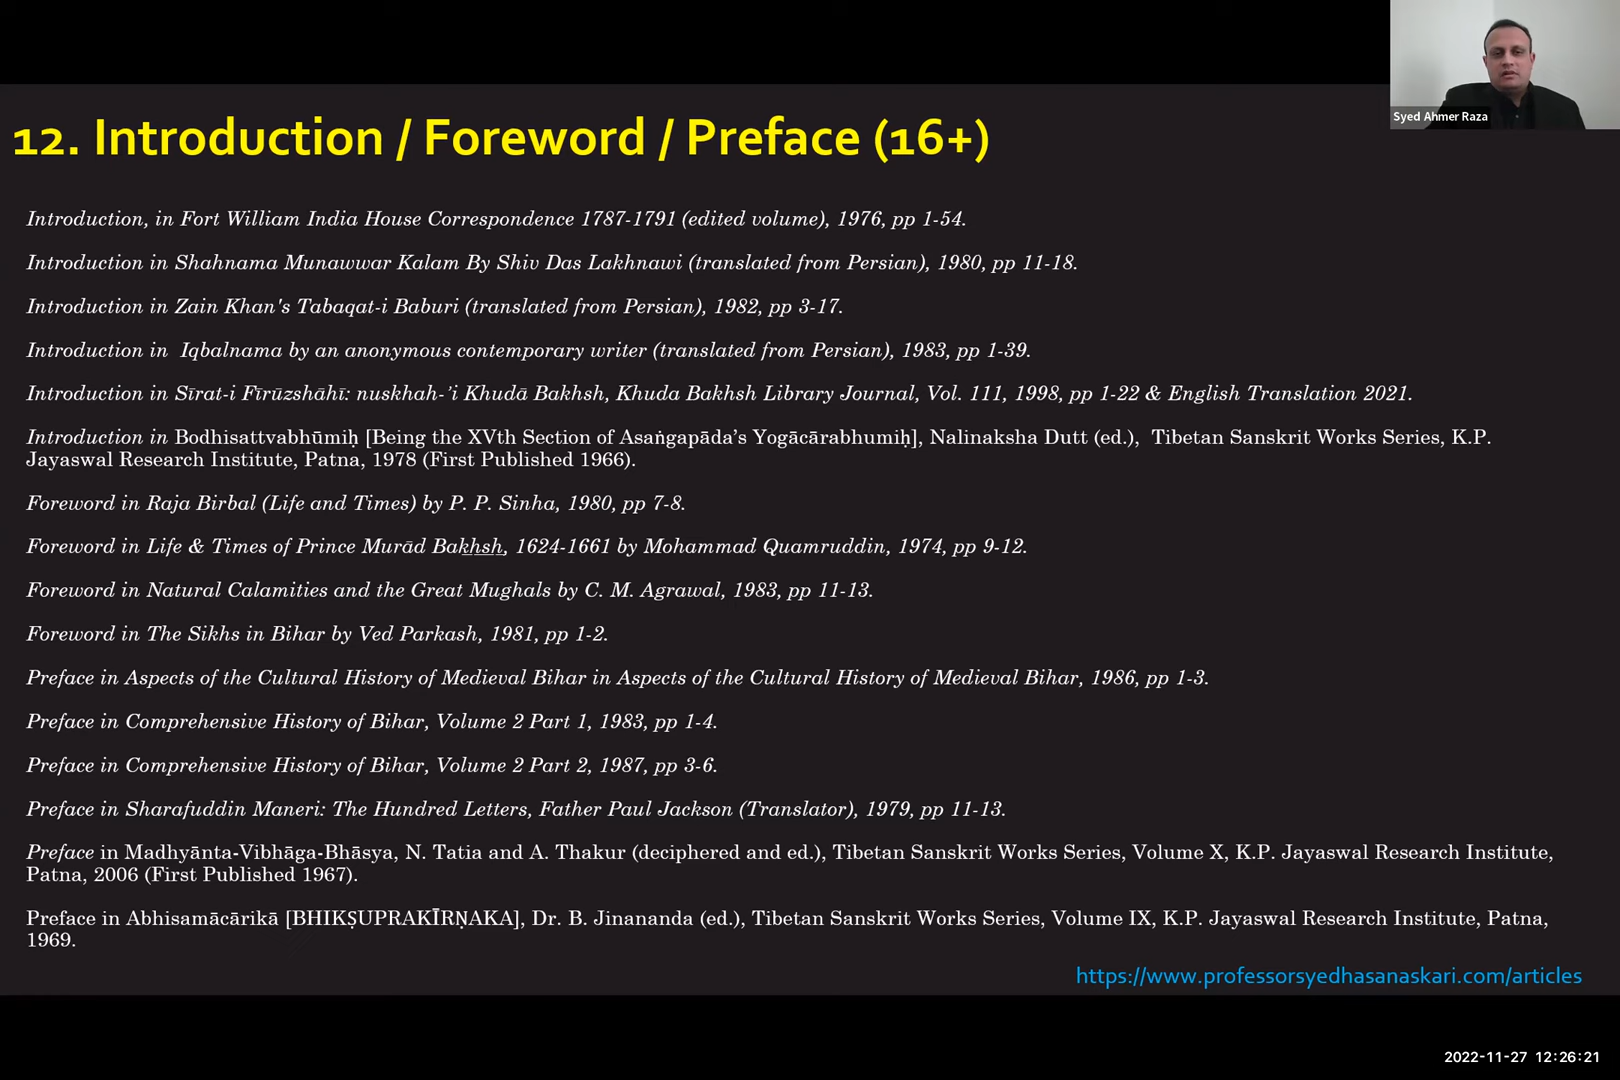 Syed Ahmer Raza
12. Introduction / Foreword / Preface (16+)
Introduction, in Fort William India House Correspondence 1787-1791 (edited volume), 1976, pp 1-54.
Introduction in Shahnama Munawwar Kalam By Shiv Das Lakhnawi (translated from Persian), 1980, pp 11-18.
Introduction in Zain Khan's Tabaqat-i Baburi (translated from Persian), 1982, pp 3-17.
Introduction in  Iqbalnama by an anonymous contemporary writer (translated from Persian), 1983, pp 1-39.
Introduction in Sīrat-i Fīrūzshāhī: nuskhah-ʼi Khudā Bakhsh, Khuda Bakhsh Library Journal, Vol. 111, 1998, pp 1-22 & English Translation 2021.
Introduction in Bodhisattvabhūmiḥ [Being the XVth Section of Asaṅgapāda’s Yogācārabhumiḥ], Nalinaksha Dutt (ed.),  Tibetan Sanskrit Works Series, K.P.
Jayaswal Research Institute, Patna, 1978 (First Published 1966).
Foreword in Raja Birbal (Life and Times) by P. P. Sinha, 1980, pp 7-8.
Foreword in Life & Times of Prince Murād Bakhsh, 1624-1661 by Mohammad Quamruddin, 1974, pp 9-12.
Foreword in Natural Calamities and the Great Mughals by C. M. Agrawal, 1983, pp 11-13.
Foreword in The Sikhs in Bihar by Ved Parkash, 1981, pp 1-2.
Preface in Aspects of the Cultural History of Medieval Bihar in Aspects of the Cultural History of Medieval Bihar, 1986, pp 1-3.
Preface in Comprehensive History of Bihar, Volume 2 Part 1, 1983, pp 1-4.
Preface in Comprehensive History of Bihar, Volume 2 Part 2, 1987, pp 3-6.
Preface in Sharafuddin Maneri: The Hundred Letters, Father Paul Jackson (Translator), 1979, pp 11-13.
Preface in Madhyānta-Vibhāga-Bhāsya, N. Tatia and A. Thakur (deciphered and ed.), Tibetan Sanskrit Works Series, Volume X, K.P. Jayaswal Research Institute,
Patna, 2006 (First Published 1967).
Preface in Abhisamācārikā [BHIKṢUPRAKĪRṆAKA], Dr. B. Jinananda (ed.), Tibetan Sanskrit Works Series, Volume IX, K.P. Jayaswal Research Institute, Patna,
1969.
https://www.professorsyedhasanaskari.com/articles
2022-11-27 12:26:21